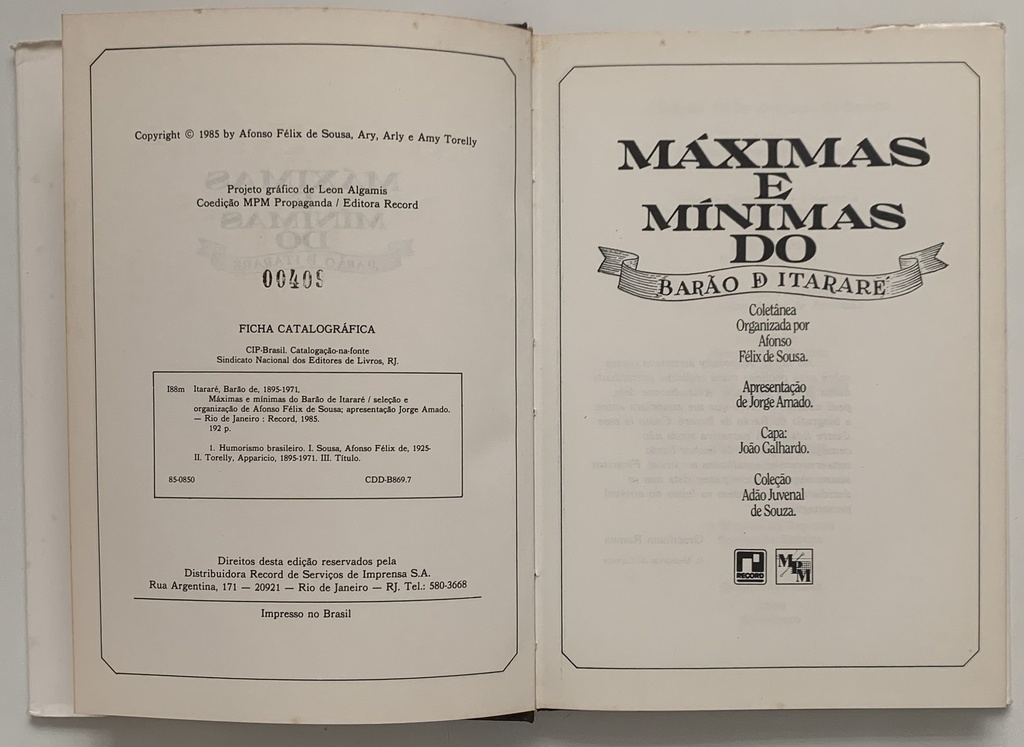 Copyright © 1985 by Afonso Félix de Sousa, Ary, Arly e Amy Torelly
Projeto gráfico de Leon Algamis
Coedição MPM Propaganda / Editora Record
00409
FICHA CATALOGRÁFICA
CIP-Brasil. Catalogação-na-fonte
Sindicato Nacional dos Editores de Livros, RJ.
I88m Itararé, Barão de, 1895-1971.
Máximas e mínimas do Barão de Itararé / seleção e
organização de Afonso Félix de Sousa; apresentação Jorge Amado.
— Rio de Janeiro : Record, 1985.
192 p.
1. Humorismo brasileiro. I. Sousa, Afonso Félix de, 1925-
II. Torelly, Apparicio, 1895-1971. III. Título.
85-0850 CDD-B869.7
Direitos desta edição reservados pela
Distribuidora Record de Serviços de Imprensa S.A.
Rua Argentina, 171 — 20921 — Rio de Janeiro — RJ. Tel.: 580-3668
Impresso no Brasil
MÁXIMAS
E
MÍNIMAS
DO
BARÃO DE ITARARÉ
Coletânea
Organizada por
Afonso
Félix de Sousa.
Apresentação
de Jorge Amado.
Capa:
João Galhardo.
Coleção
Adão Juvenal
de Souza.
RECORD
MPM